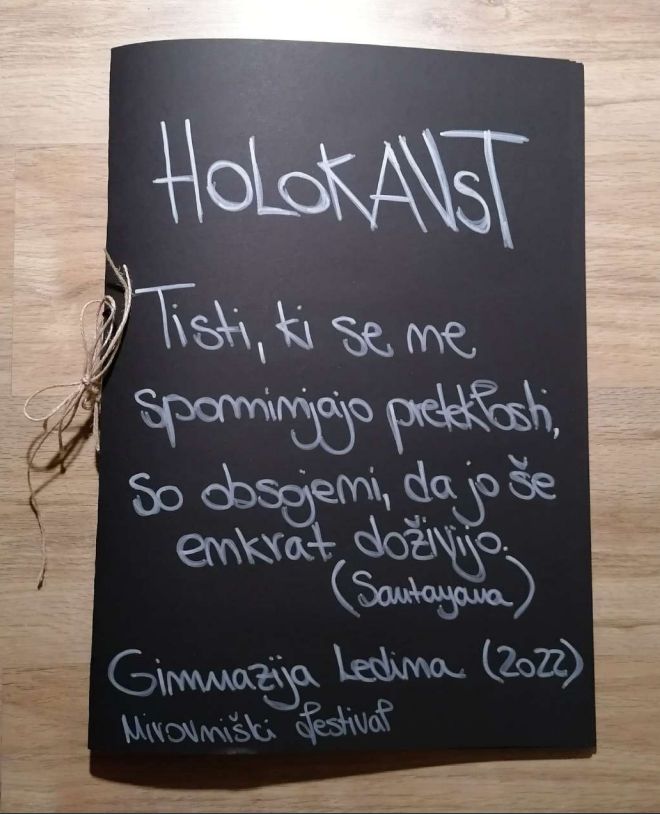 HOLOKAVST
Tisti, ki se ne
spominjajo preteklosti,
so obsojeni, da jo še
enkrat doživijo.
(Santayana)
Gimnazija Ledina (2022)
Mirovniški festival